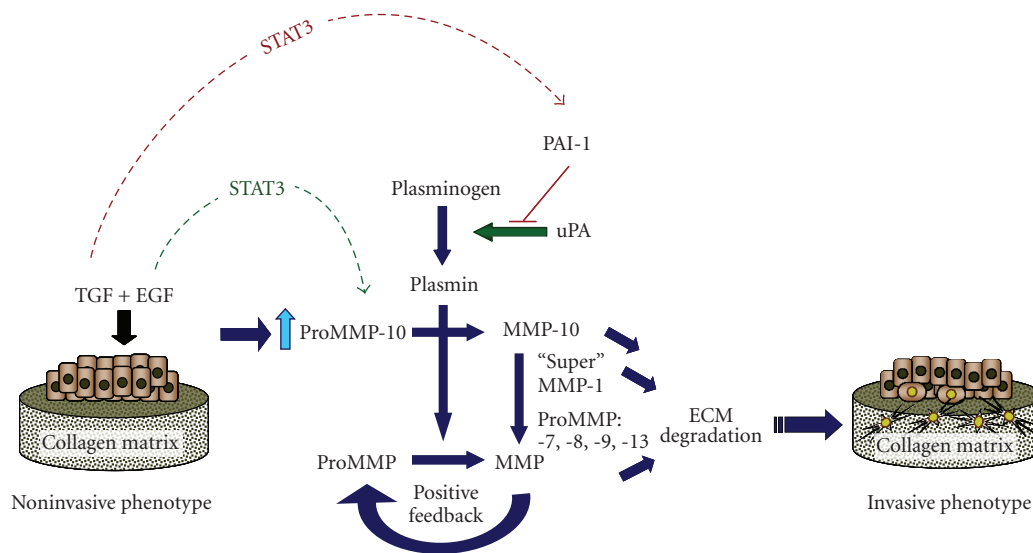 STAT3
PAI-1
STAT3
Plasminogen
uPA
Plasmin
TGF + EGF
ProMMP-10
MMP-10
"Super"
MMP-1
ProMMP:
-7, -8, -9, -13
ECM
degradation
Collagen matrix
Collagen matrix
ProMMP
MMP
Positive
feedback
Noninvasive phenotype
Invasive phenotype